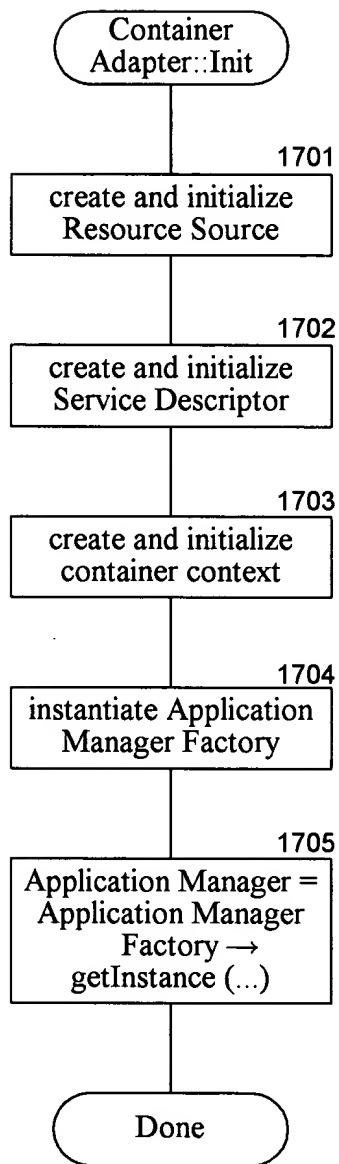 Container
Adapter::Init
1701
create and initialize
Resource Source
1702
create and initialize
Service Descriptor
1703
create and initialize
container context
1704
instantiate Application
Manager Factory
1705
Application Manager =
Application Manager
Factory →
getInstance (...)
Done